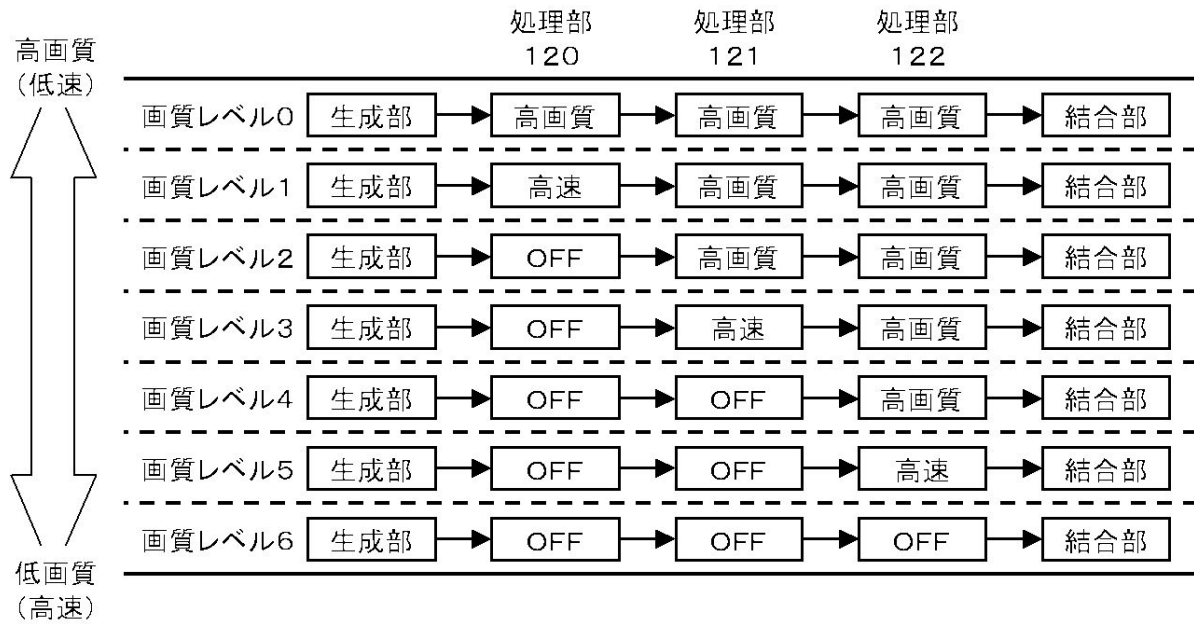 処理部 処理部 処理部
120 121 122
高画質
(低速)
画質レベル0 生成部 高画質 高画質 高画質 結合部
画質レベル1 生成部 高速 高画質 高画質 結合部
画質レベル2 生成部 OFF 高画質 高画質 結合部
画質レベル3 生成部 OFF 高速 高画質 結合部
画質レベル4 生成部 OFF OFF 高画質 結合部
画質レベル5 生成部 OFF OFF 高速 結合部
画質レベル6 生成部 OFF OFF OFF 結合部
低画質
(高速)